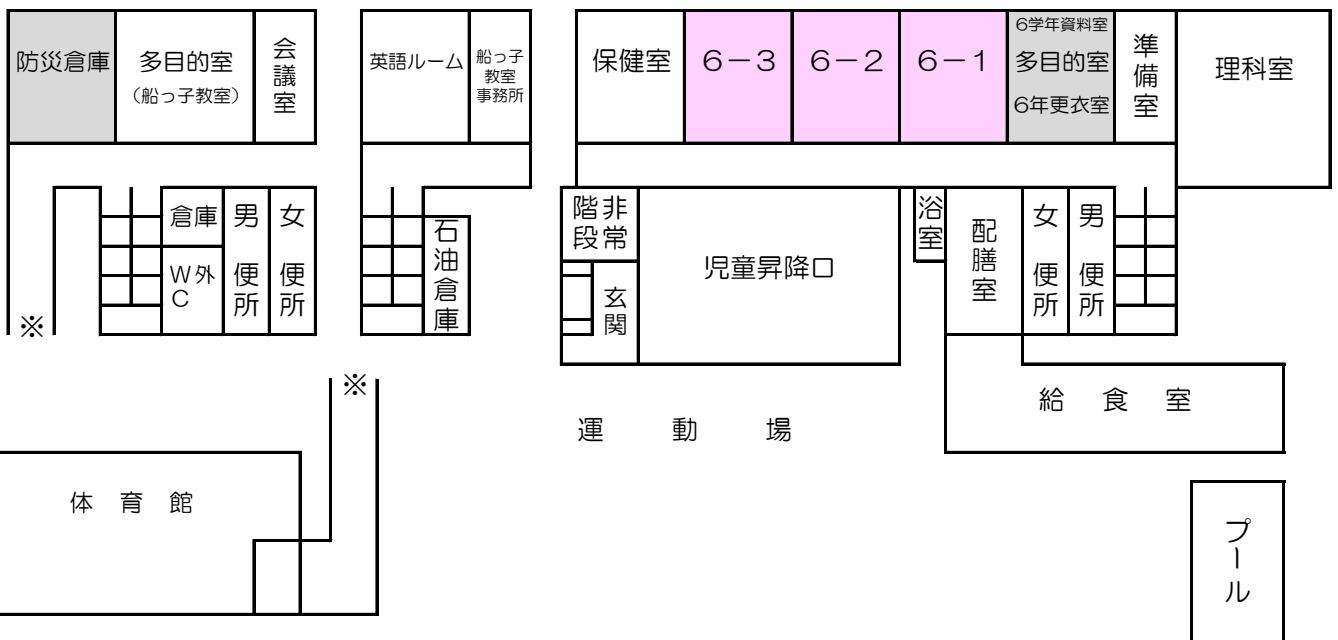 防災倉庫
多目的室
（船っ子教室）
会議室
英語ルーム
船っ子
教室
事務所
保健室
６－３
６－２
６－１
6学年資料室
多目的室
6年更衣室
準備室
理科室
倉庫
外WC
男便所
女便所
石油倉庫
非常階段
玄関
児童昇降口
浴室
配膳室
女便所
男便所
※
※
給食室
運動場
体育館
プール